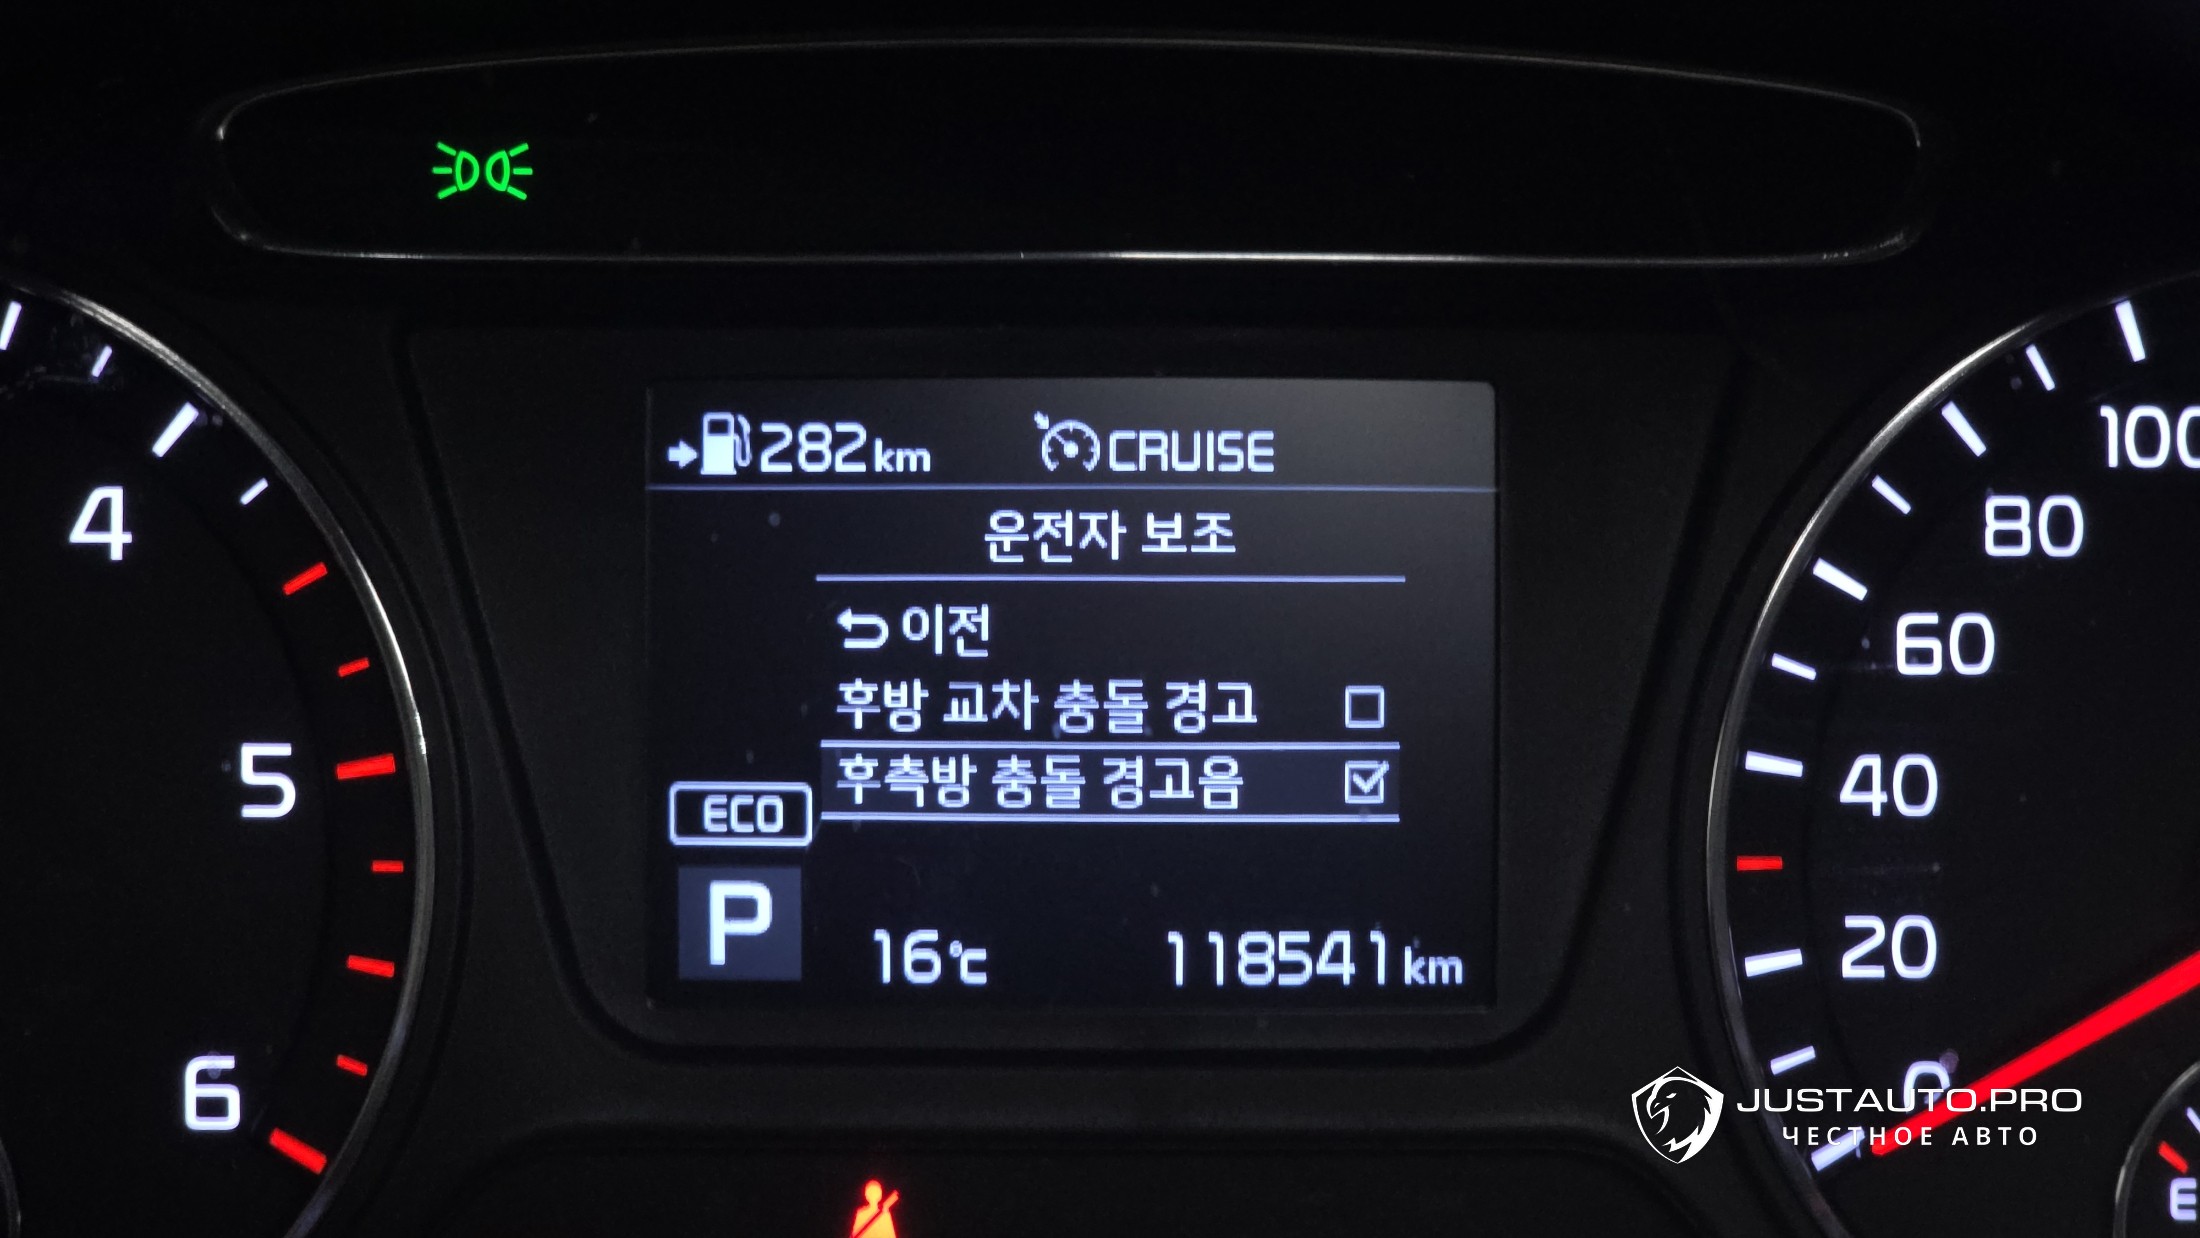 282km CRUISE
운전자 보조
이전
후방 교차 충돌 경고
후측방 충돌 경고음
ECO
P
16℃ 118541km
4
5
6
100
80
60
40
20
0
E
JUSTAUTO.PRO
ЧЕСТНОЕ АВТО